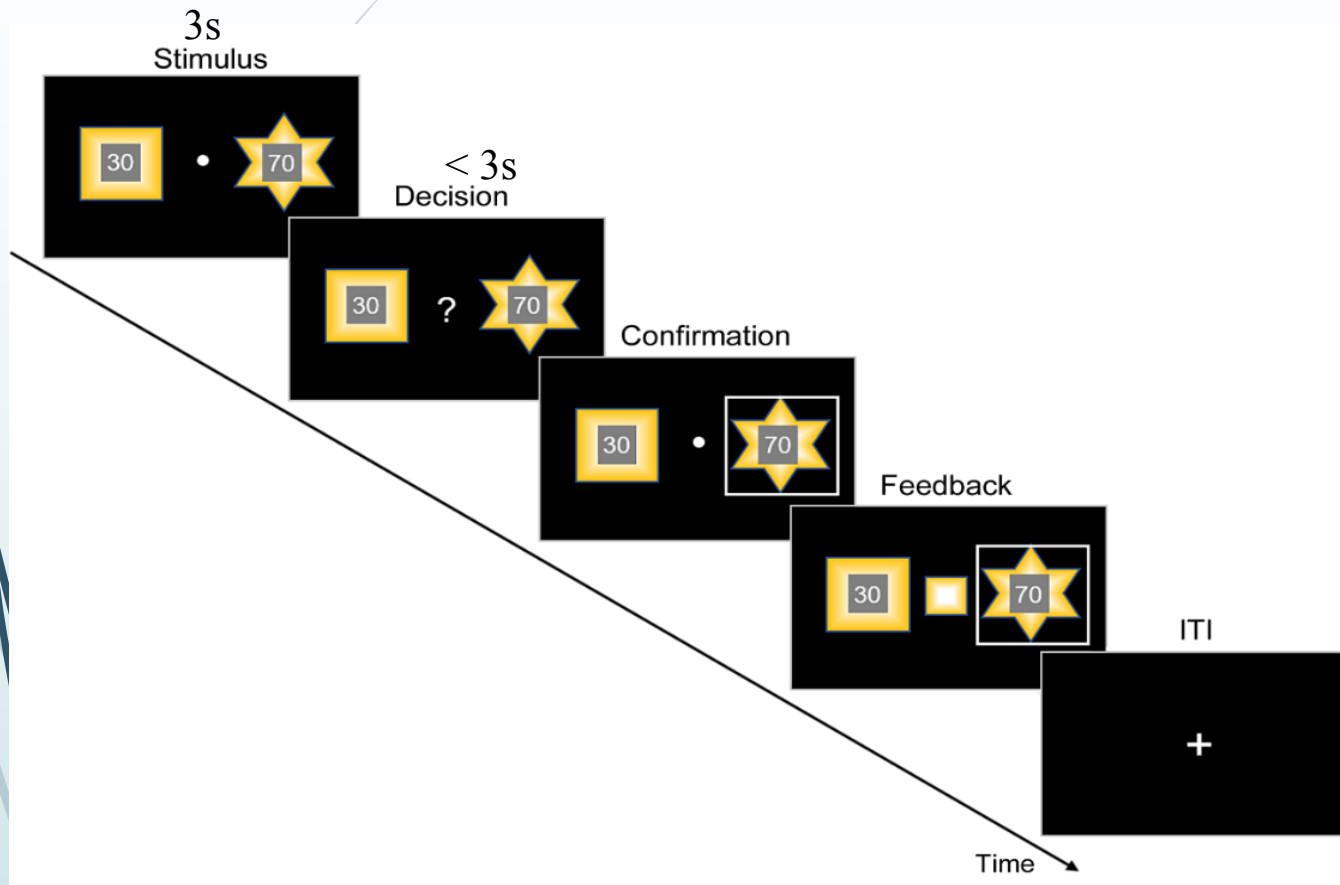 3s
Stimulus
30 • 70
< 3s
Decision
30 ? 70
Confirmation
30 • 70
Feedback
30 70
ITI
+
Time